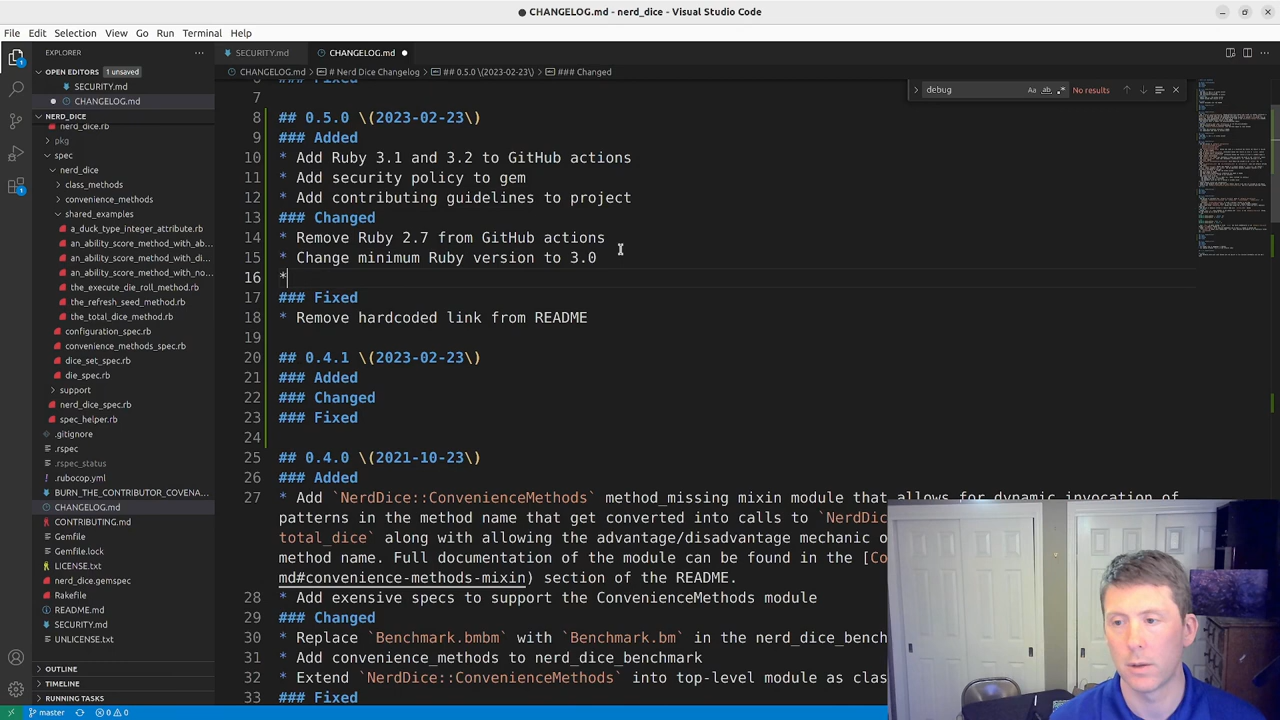 CHANGELOG.md - nerd_dice - Visual Studio Code
File Edit Selection View Go Run Terminal Help
EXPLORER
SECURITY.md
CHANGELOG.md
OPEN EDITORS
1 unsaved
SECURITY.md
CHANGELOG.md
NERD_DICE
nerd_dice.rb
pkg
spec
nerd_dice
class_methods
convenience_methods
shared_examples
a_duck_type_integer_attribute.rb
an_ability_score_method_with_ab...
an_ability_score_method_with_di...
an_ability_score_method_with_no...
the_execute_die_roll_method.rb
the_refresh_seed_method.rb
the_total_dice_method.rb
configuration_spec.rb
convenience_methods_spec.rb
dice_set_spec.rb
die_spec.rb
support
nerd_dice_spec.rb
spec_helper.rb
.gitignore
.rspec
.rspec_status
.rubocop.yml
BURN_THE_CONTRIBUTOR_COVENA...
CHANGELOG.md
CONTRIBUTING.md
Gemfile
Gemfile.lock
LICENSE.txt
nerd_dice.gemspec
Rakefile
README.md
SECURITY.md
UNLICENSE.txt
OUTLINE
TIMELINE
RUNNING TASKS
CHANGELOG.md > # Nerd Dice Changelog > ## 0.5.0 \(2023-02-23\) > ### Changed
debug
Aa ab .*
No results
6 ### Fixed
7
8 ## 0.5.0 \(2023-02-23\)
9 ### Added
10 * Add Ruby 3.1 and 3.2 to GitHub actions
11 * Add security policy to gem
12 * Add contributing guidelines to project
13 ### Changed
14 * Remove Ruby 2.7 from GitHub actions
15 * Change minimum Ruby version to 3.0
16 *
17 ### Fixed
18 * Remove hardcoded link from README
19
20 ## 0.4.1 \(2023-02-23\)
21 ### Added
22 ### Changed
23 ### Fixed
24
25 ## 0.4.0 \(2021-10-23\)
26 ### Added
27 * Add `NerdDice::ConvenienceMethods` method_missing mixin module that allows for dynamic invocation of
patterns in the method name that get converted into calls to `NerdDic
total_dice` along with allowing the advantage/disadvantage mechanic o
method name. Full documentation of the module can be found in the [Co
md#convenience-methods-mixin) section of the README.
28 * Add exensive specs to support the ConvenienceMethods module
29 ### Changed
30 * Replace `Benchmark.bmbm` with `Benchmark.bm` in the nerd_dice_bench
31 * Add convenience_methods to nerd_dice_benchmark
32 * Extend `NerdDice::ConvenienceMethods` into top-level module as clas
33 ### Fixed
master
0 0